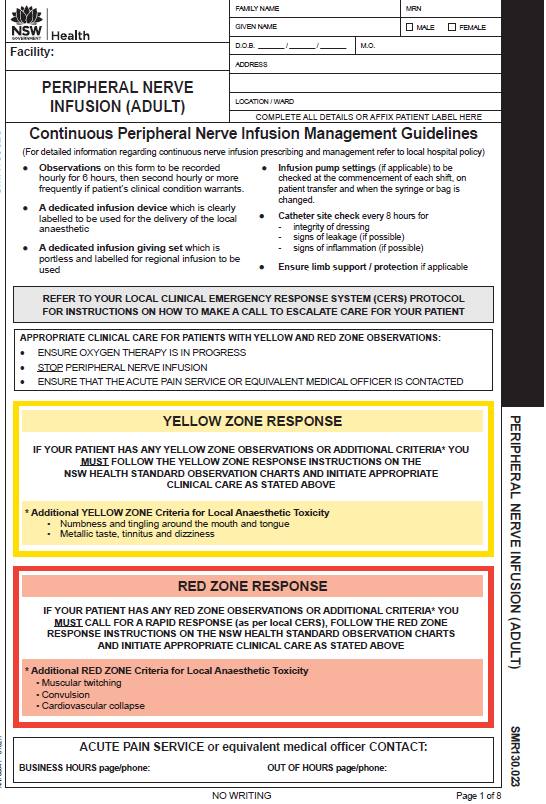 FAMILY NAME
MRN
GIVEN NAME
MALE
FEMALE
NSW
GOVERNMENT
Health
Facility:
D.O.B. _______ / _______ / _______
M.O.
ADDRESS
PERIPHERAL NERVE
INFUSION (ADULT)
LOCATION / WARD
COMPLETE ALL DETAILS OR AFFIX PATIENT LABEL HERE
Continuous Peripheral Nerve Infusion Management Guidelines
(For detailed information regarding continuous nerve infusion prescribing and management refer to local hospital policy)
• Observations on this form to be recorded
hourly for 6 hours, then second hourly or more
frequently if patient's clinical condition warrants.
• A dedicated infusion device which is clearly
labelled to be used for the delivery of the local
anaesthetic
• A dedicated infusion giving set which is
portless and labelled for regional infusion to be
used
• Infusion pump settings (if applicable) to be
checked at the commencement of each shift, on
patient transfer and when the syringe or bag is
changed.
• Catheter site check every 8 hours for
- integrity of dressing
- signs of leakage (if possible)
- signs of inflammation (if possible)
• Ensure limb support / protection if applicable
REFER TO YOUR LOCAL CLINICAL EMERGENCY RESPONSE SYSTEM (CERS) PROTOCOL
FOR INSTRUCTIONS ON HOW TO MAKE A CALL TO ESCALATE CARE FOR YOUR PATIENT
APPROPRIATE CLINICAL CARE FOR PATIENTS WITH YELLOW AND RED ZONE OBSERVATIONS:
• ENSURE OXYGEN THERAPY IS IN PROGRESS
• STOP PERIPHERAL NERVE INFUSION
• ENSURE THAT THE ACUTE PAIN SERVICE OR EQUIVALENT MEDICAL OFFICER IS CONTACTED
YELLOW ZONE RESPONSE
IF YOUR PATIENT HAS ANY YELLOW ZONE OBSERVATIONS OR ADDITIONAL CRITERIA* YOU
MUST FOLLOW THE YELLOW ZONE RESPONSE INSTRUCTIONS ON THE
NSW HEALTH STANDARD OBSERVATION CHARTS AND INITIATE APPROPRIATE
CLINICAL CARE AS STATED ABOVE
* Additional YELLOW ZONE Criteria for Local Anaesthetic Toxicity
• Numbness and tingling around the mouth and tongue
• Metallic taste, tinnitus and dizziness
RED ZONE RESPONSE
IF YOUR PATIENT HAS ANY RED ZONE OBSERVATIONS OR ADDITIONAL CRITERIA* YOU
MUST CALL FOR A RAPID RESPONSE (as per local CERS), FOLLOW THE RED ZONE
RESPONSE INSTRUCTIONS ON THE NSW HEALTH STANDARD OBSERVATION CHARTS
AND INITIATE APPROPRIATE CLINICAL CARE AS STATED ABOVE
* Additional RED ZONE Criteria for Local Anaesthetic Toxicity
• Muscular twitching
• Convulsion
• Cardiovascular collapse
ACUTE PAIN SERVICE or equivalent medical officer CONTACT:
BUSINESS HOURS page/phone:
OUT OF HOURS page/phone:
NO WRITING
Page 1 of 8
PERIPHERAL NERVE INFUSION (ADULT)
SMR130.023